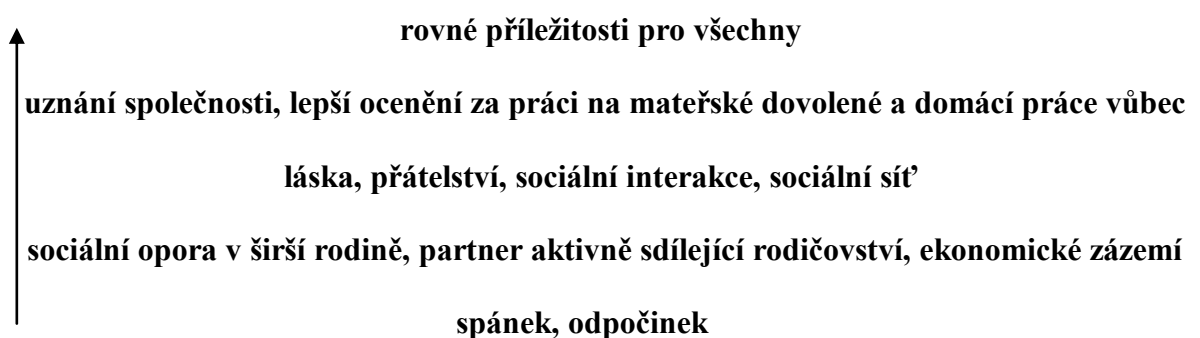 rovné příležitosti pro všechny
uznání společnosti, lepší ocenění za práci na mateřské dovolené a domácí práce vůbec
láska, přátelství, sociální interakce, sociální síť
sociální opora v širší rodině, partner aktivně sdílející rodičovství, ekonomické zázemí
spánek, odpočinek